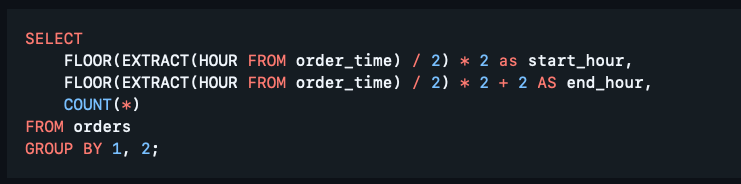 SELECT
    FLOOR(EXTRACT(HOUR FROM order_time) / 2) * 2 as start_hour,
    FLOOR(EXTRACT(HOUR FROM order_time) / 2) * 2 + 2 AS end_hour,
    COUNT(*)
FROM orders
GROUP BY 1, 2;